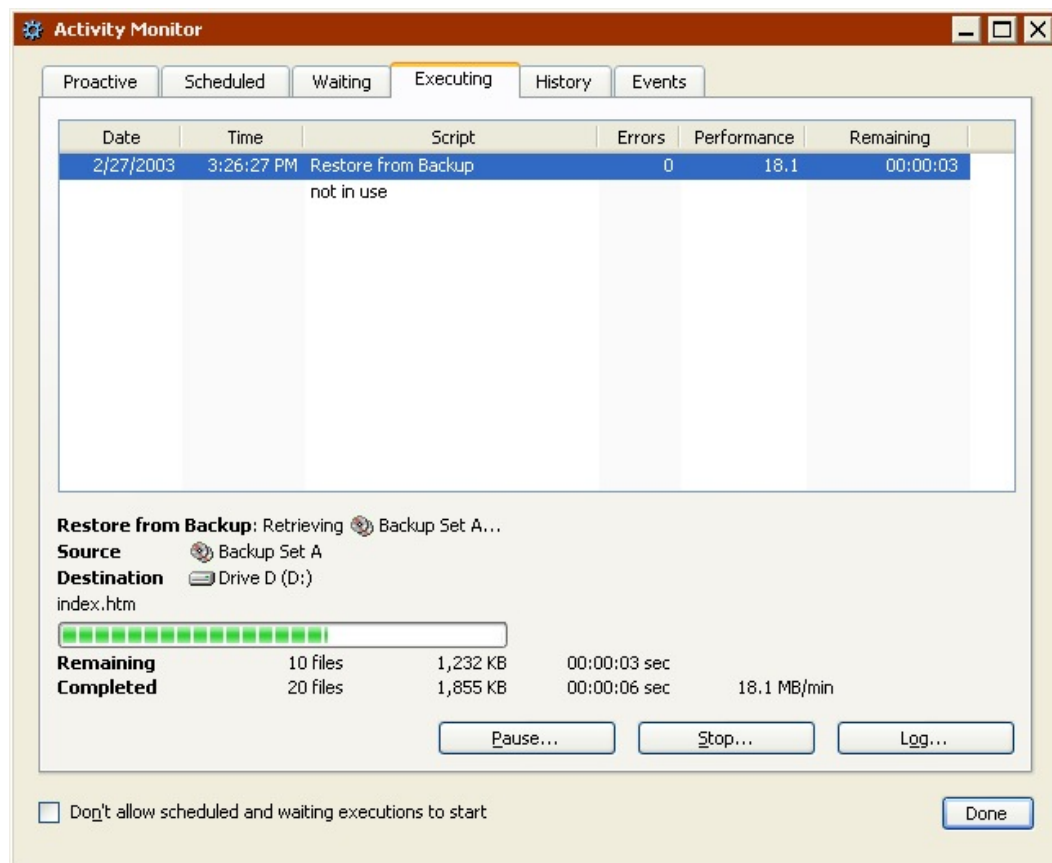 Activity Monitor
Proactive Scheduled Waiting Executing History Events
Date Time Script Errors Performance Remaining
2/27/2003 3:26:27 PM Restore from Backup 0 18.1 00:00:03
not in use
Restore from Backup: Retrieving Backup Set A...
Source Backup Set A
Destination Drive D (D:)
index.htm
Remaining 10 files 1,232 KB 00:00:03 sec
Completed 20 files 1,855 KB 00:00:06 sec 18.1 MB/min
Pause... Stop... Log...
Don't allow scheduled and waiting executions to start Done